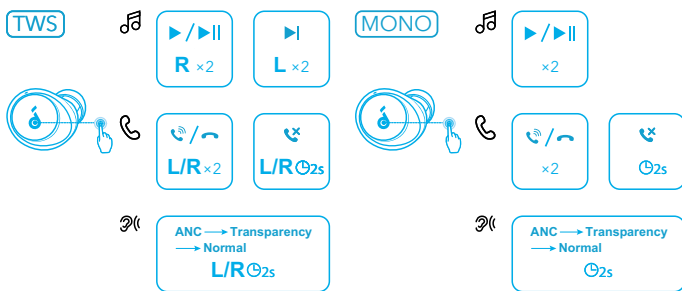 TWS
R ×2
L ×2
L/R ×2
L/R 2s
ANC → Transparency
→ Normal
L/R 2s
MONO
×2
×2
2s
ANC → Transparency
→ Normal
2s